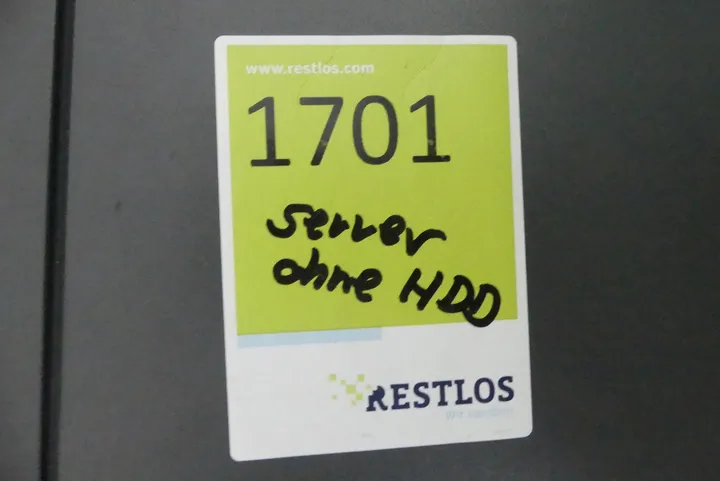 www.restlos.com
1701
Server
ohne HDD
RESTLOS